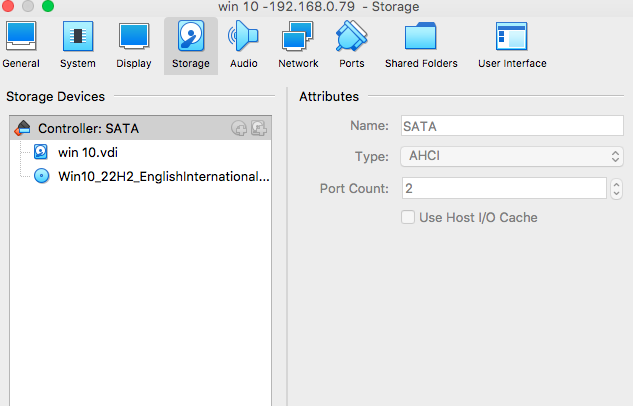 win 10 -192.168.0.79 - Storage
General System Display Storage Audio Network Ports Shared Folders User Interface
Storage Devices
Controller: SATA
win 10.vdi
Win10_22H2_EnglishInternational...
Attributes
Name: SATA
Type: AHCI
Port Count: 2
Use Host I/O Cache